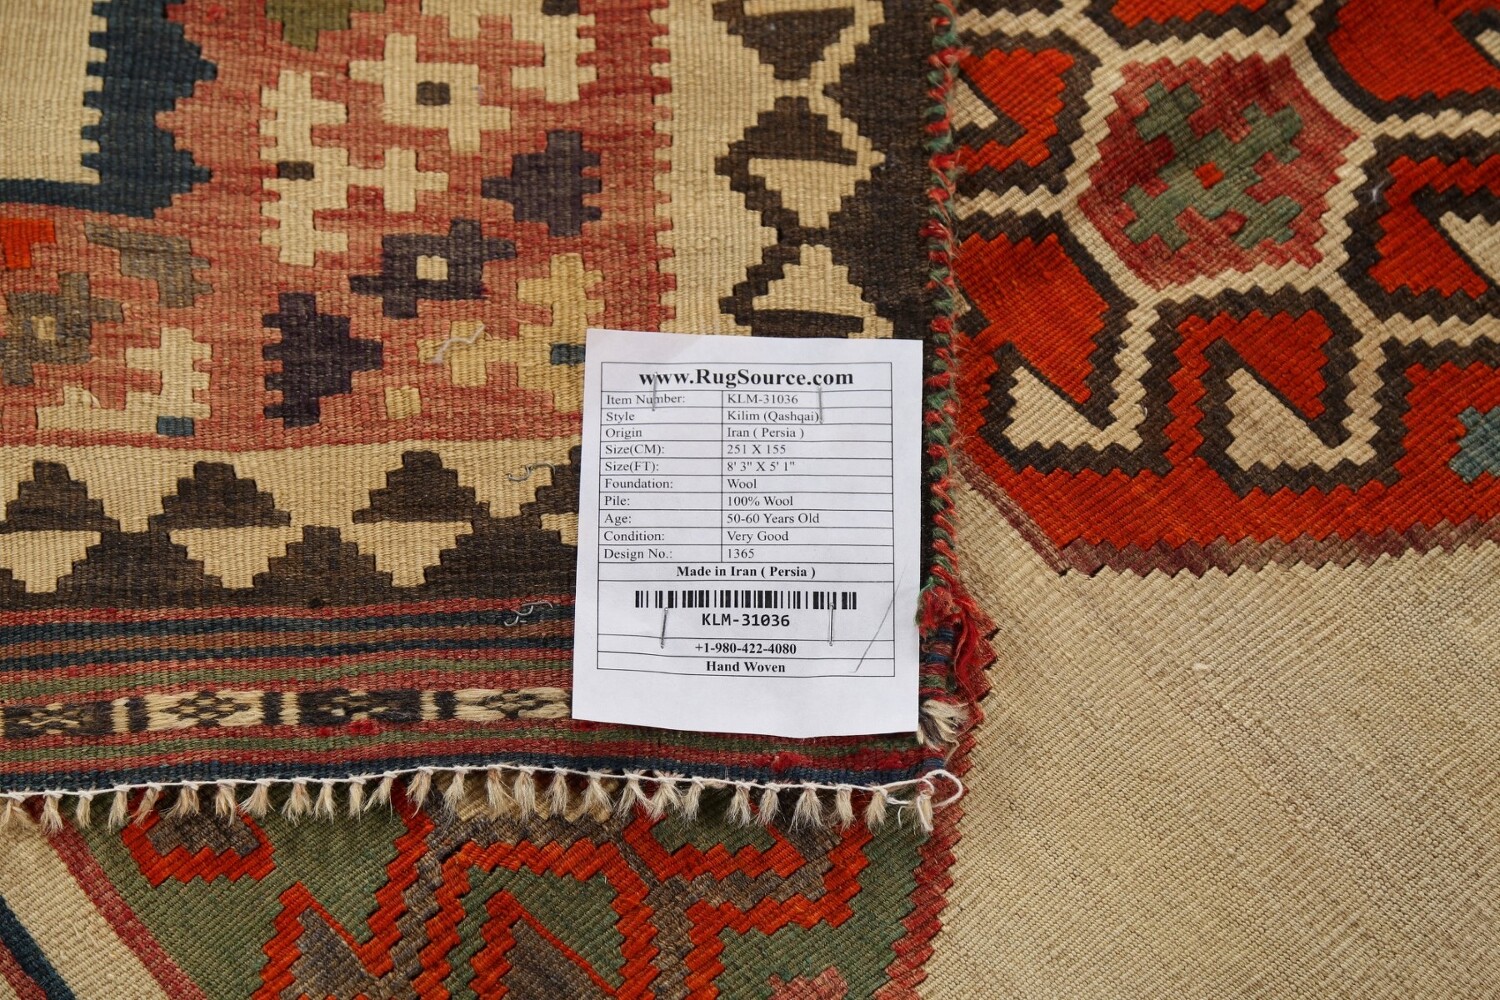 www.RugSource.com
Item Number: KLM-31036
Style Kilim (Qashqai)
Origin Iran ( Persia )
Size(CM): 251 X 155
Size(FT): 8' 3" X 5' 1"
Foundation: Wool
Pile: 100% Wool
Age: 50-60 Years Old
Condition: Very Good
Design No.: 1365
Made in Iran ( Persia )
KLM-31036
+1-980-422-4080
Hand Woven